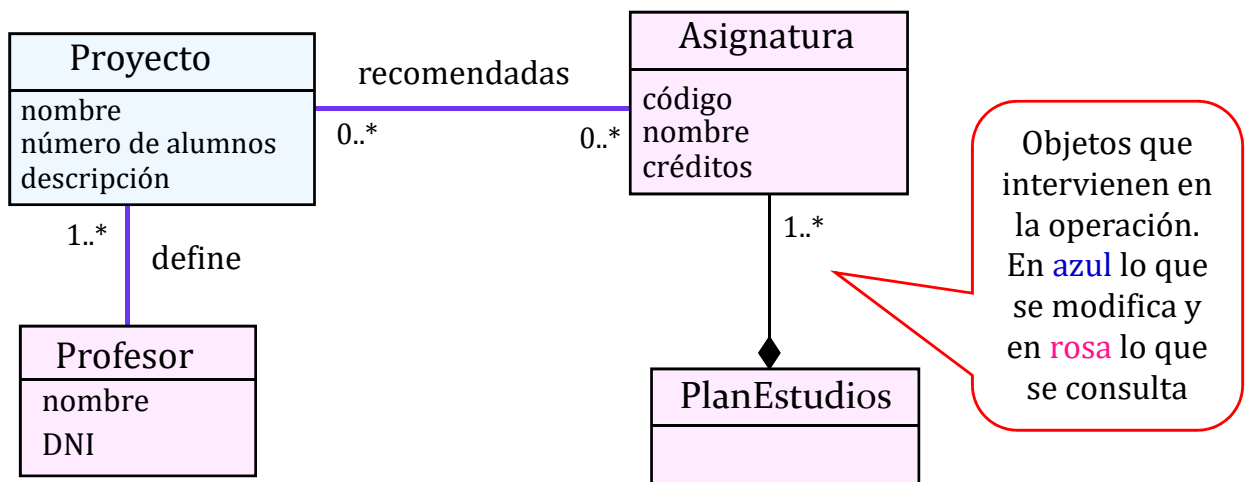 Proyecto
nombre
número de alumnos
descripción
recomendadas
0..*
0..*
Asignatura
código
nombre
créditos
1..*
define
1..*
Profesor
nombre
DNI
PlanEstudios
Objetos que
intervienen en
la operación.
En azul lo que
se modifica y
en rosa lo que
se consulta